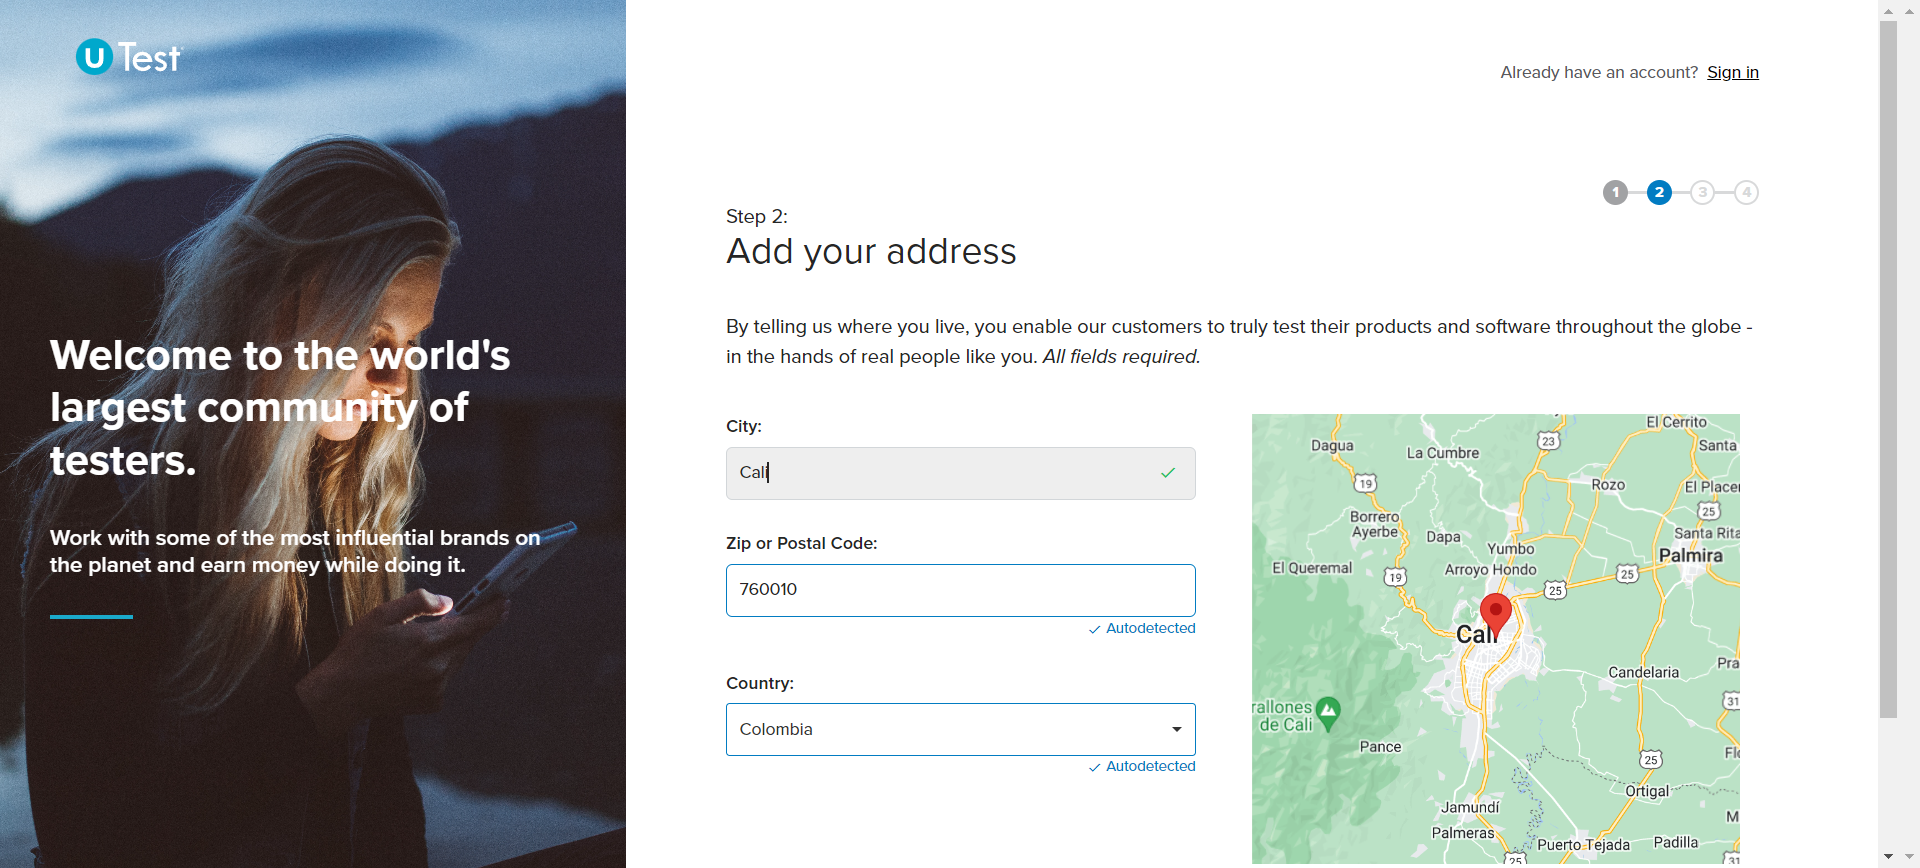 U Test
Welcome to the world's
largest community of
testers.
Work with some of the most influential brands on
the planet and earn money while doing it.
Already have an account? Sign in
1 2 3 4
Step 2:
Add your address
By telling us where you live, you enable our customers to truly test their products and software throughout the globe -
in the hands of real people like you. All fields required.
City:
Cali
Zip or Postal Code:
760010
Autodetected
Country:
Colombia
Autodetected
El Cerrito
23
Dagua
La Cumbre
Santa
19
Rozo
El Placer
25
Borrero
Ayerbe
Dapa
Yumbo
Santa Rita
Palmira
El Queremal
19
Arroyo Hondo
25
25
Cali
Candelaria
Pra
31
rallones
de Cali
Pance
Flo
25
Ortigal
Jamundí
M
Palmeras
Puerto Tejada
Padilla
25
31